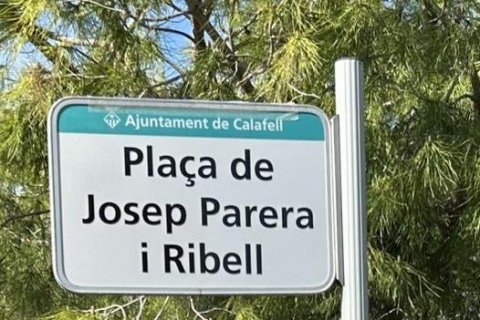 Ajuntament de Calafell
Plaça de
Josep Parera
i Ribell